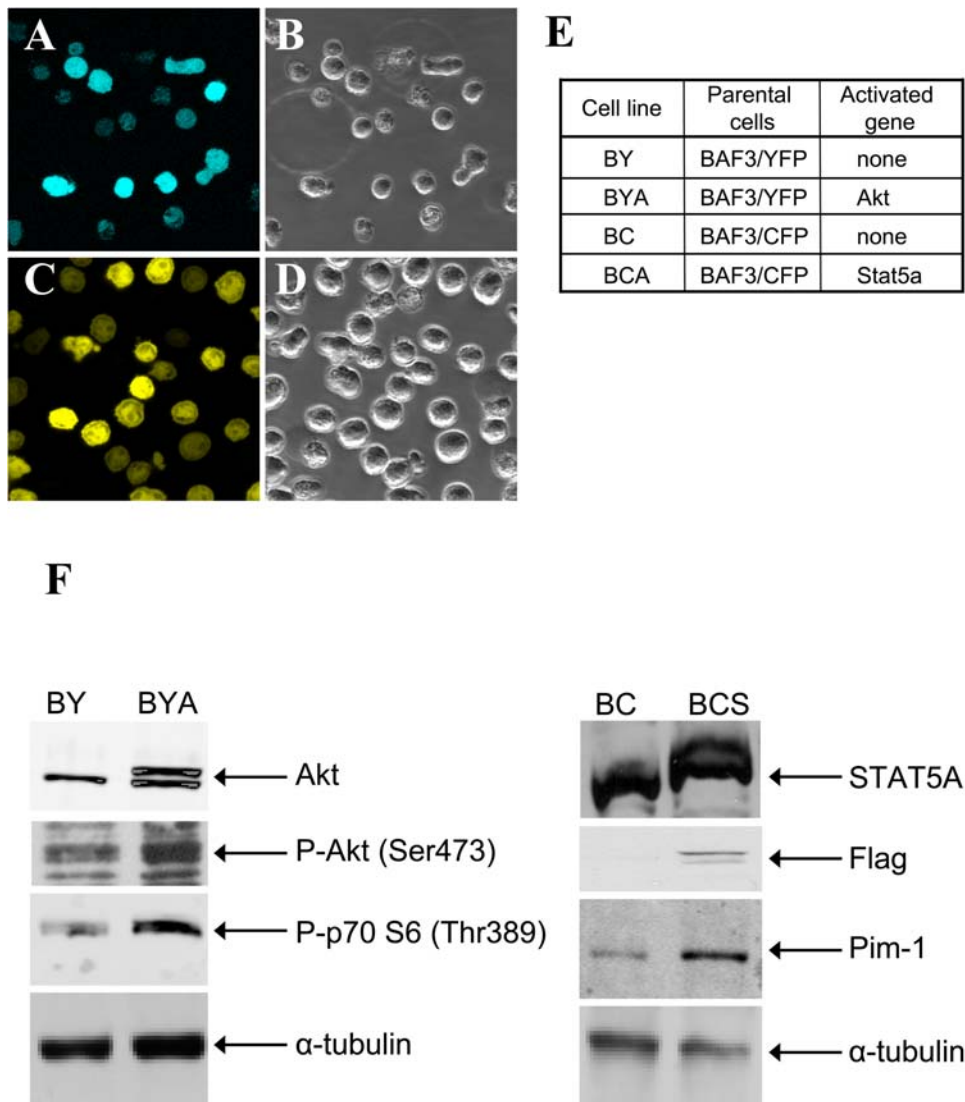 A
B
C
D
E
Cell line Parental cells Activated gene
BY BAF3/YFP none
BYA BAF3/YFP Akt
BC BAF3/CFP none
BCA BAF3/CFP Stat5a
F
BY BYA
Akt
P-Akt (Ser473)
P-p70 S6 (Thr389)
α-tubulin
BC BCS
STAT5A
Flag
Pim-1
α-tubulin